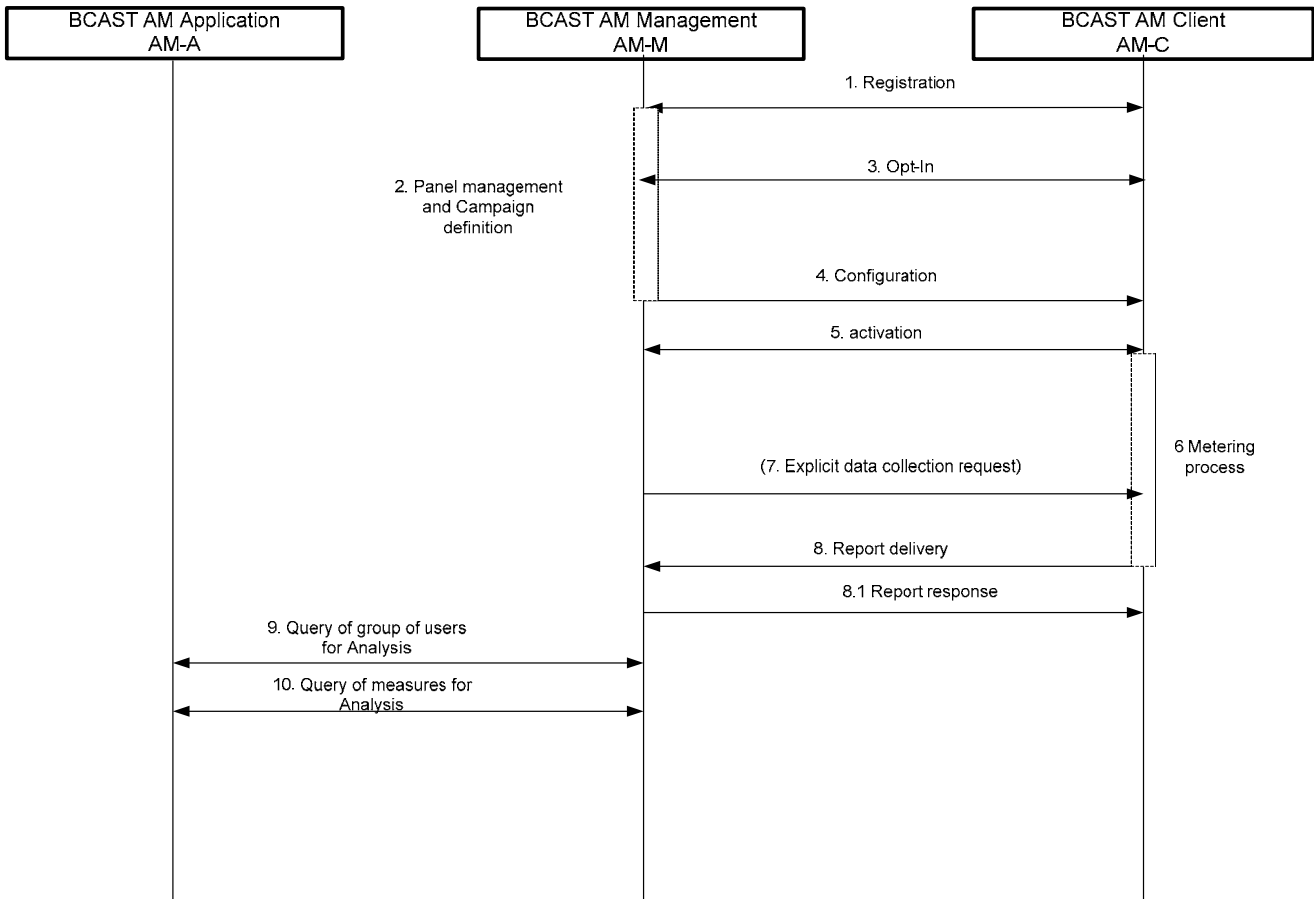 BCAST AM Application
AM-A
BCAST AM Management
AM-M
BCAST AM Client
AM-C
1. Registration
2. Panel management
and Campaign
definition
3. Opt-In
4. Configuration
5. activation
6 Metering
process
(7. Explicit data collection request)
8. Report delivery
8.1 Report response
9. Query of group of users
for Analysis
10. Query of measures for
Analysis